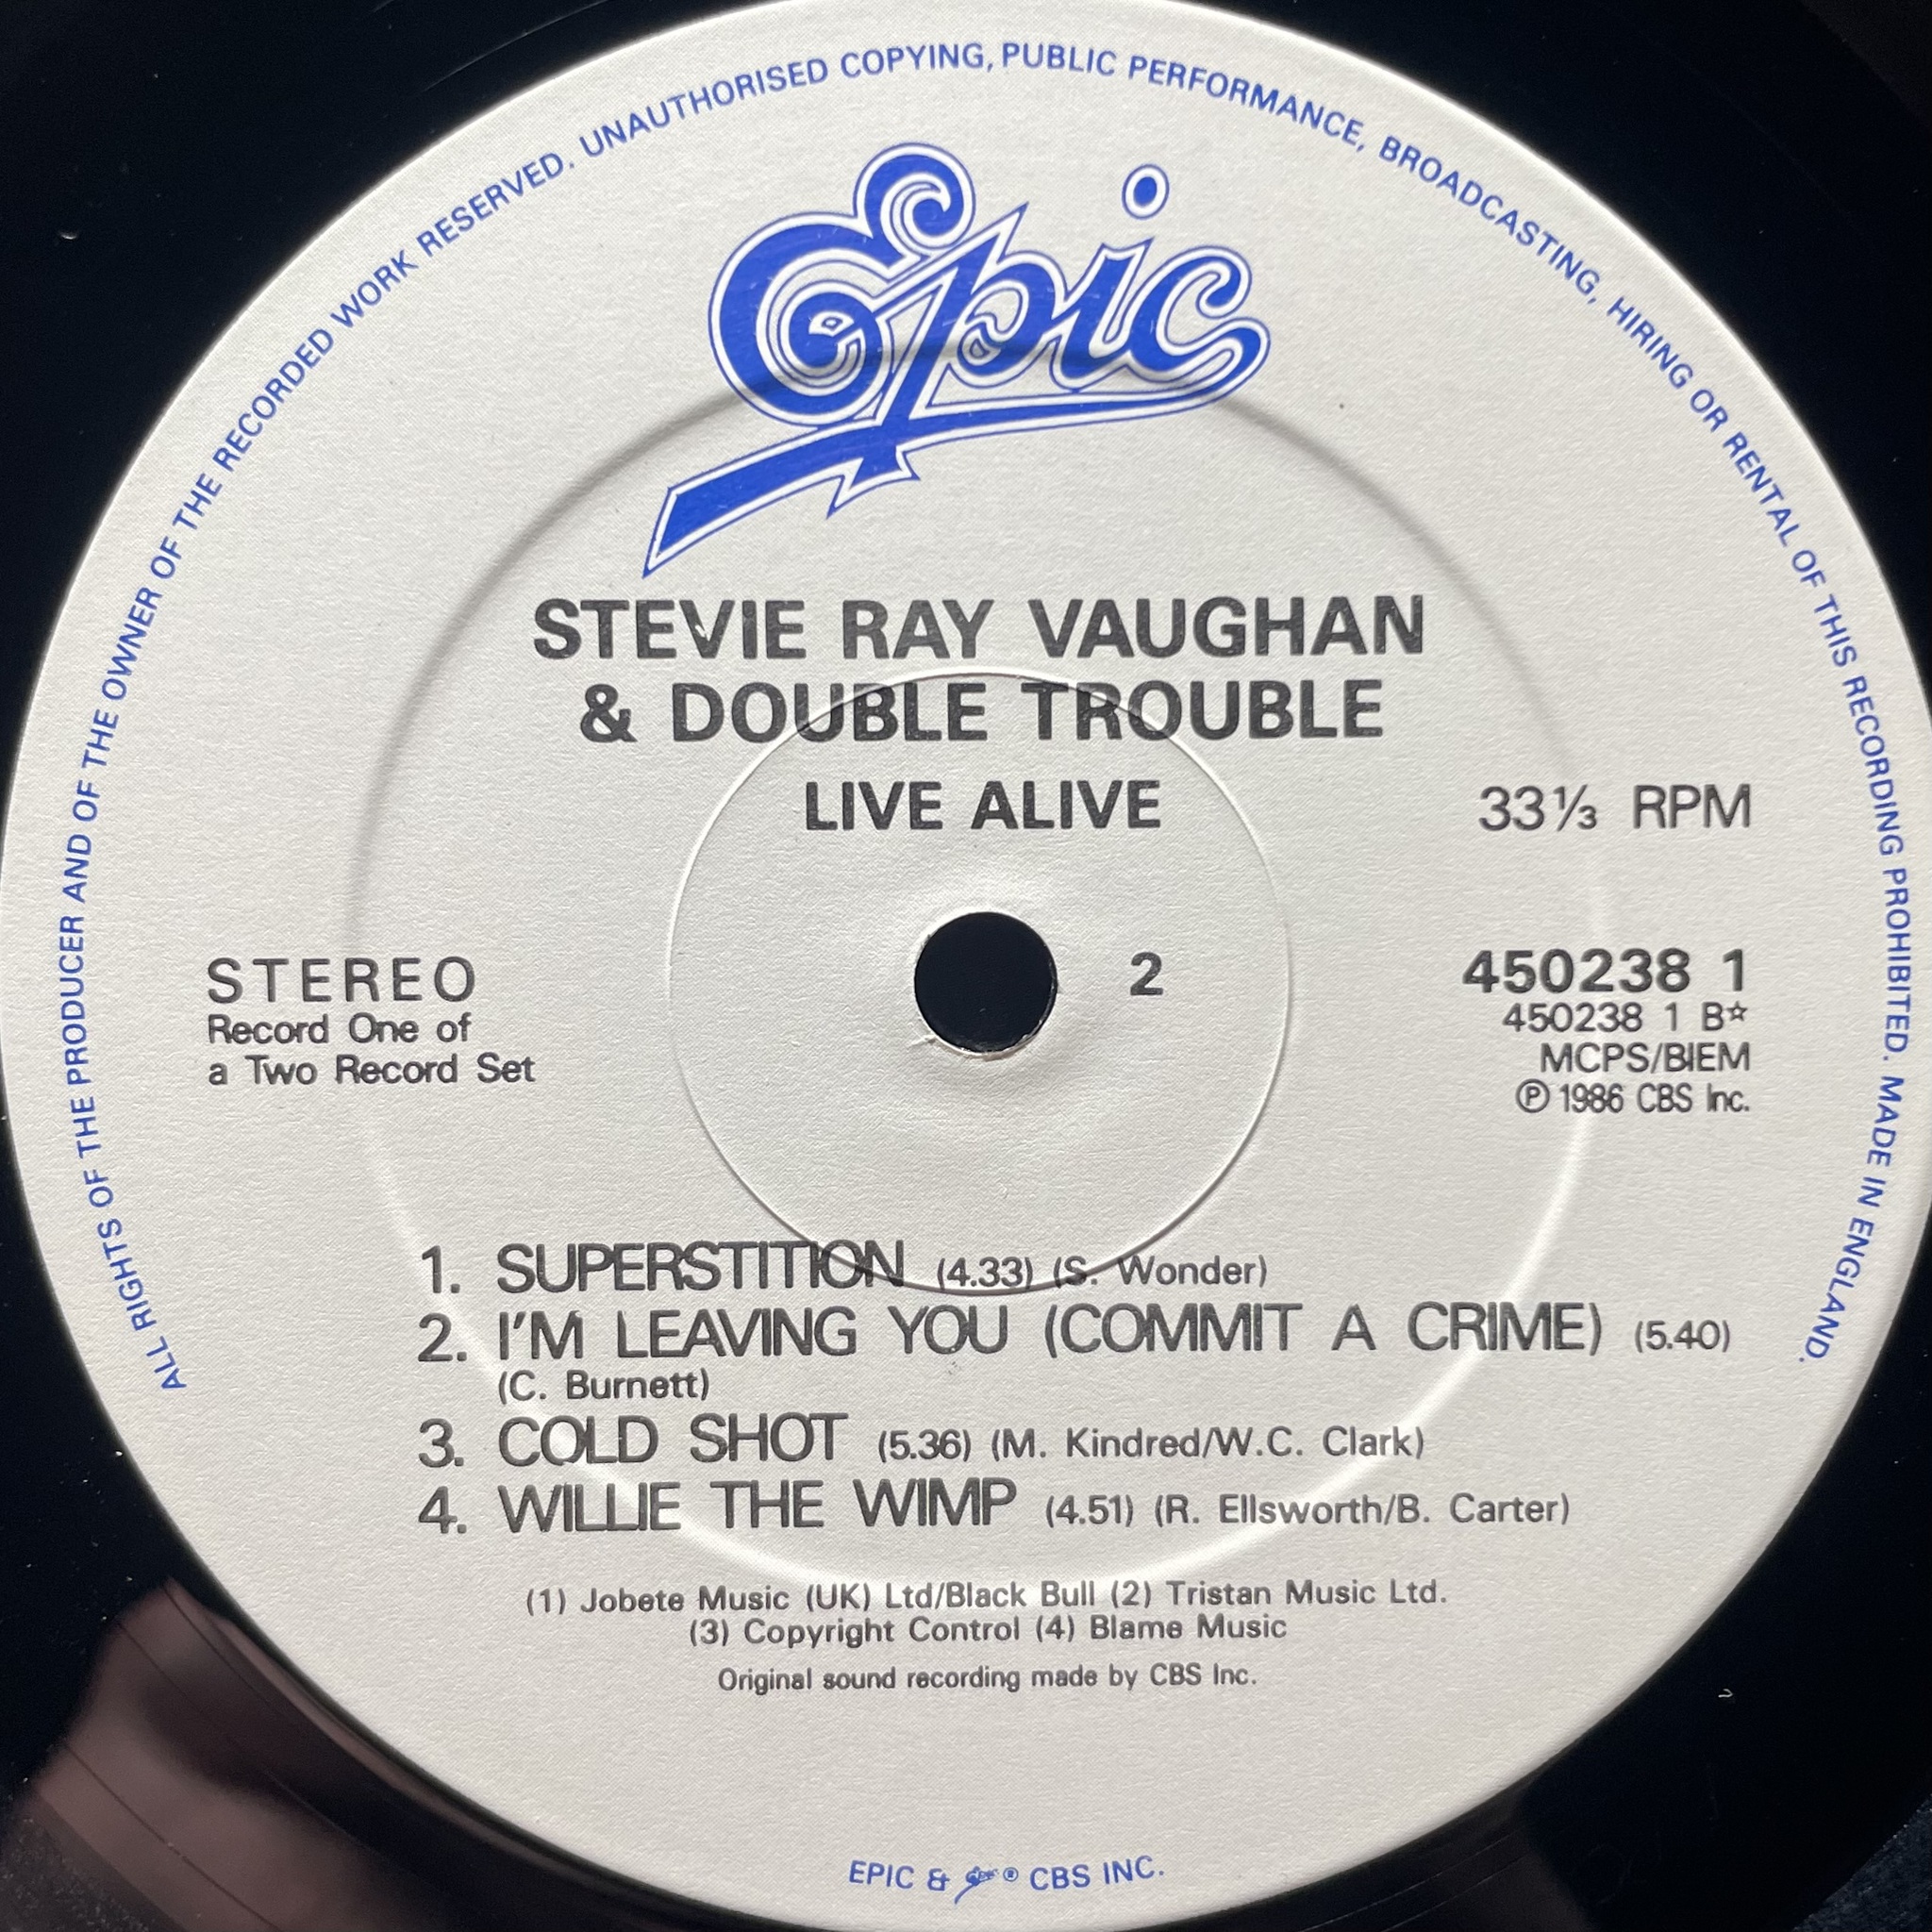 ALL RIGHTS OF THE PRODUCER AND OF THE OWNER OF THE RECORDED WORK RESERVED. UNAUTHORISED COPYING, PUBLIC PERFORMANCE, BROADCASTING, HIRING OR RENTAL OF THIS RECORDING PROHIBITED. MADE IN ENGLAND.
Epic
STEVIE RAY VAUGHAN
& DOUBLE TROUBLE
LIVE ALIVE
33⅓ RPM
STEREO
Record One of
a Two Record Set
2
450238 1
450238 1 B☆
MCPS/BIEM
℗ 1986 CBS Inc.
1. SUPERSTITION (4.33) (S. Wonder)
2. I'M LEAVING YOU (COMMIT A CRIME) (5.40)
(C. Burnett)
3. COLD SHOT (5.36) (M. Kindred/W.C. Clark)
4. WILLIE THE WIMP (4.51) (R. Ellsworth/B. Carter)
(1) Jobete Music (UK) Ltd/Black Bull (2) Tristan Music Ltd.
(3) Copyright Control (4) Blame Music
Original sound recording made by CBS Inc.
EPIC & Epic ® CBS INC.